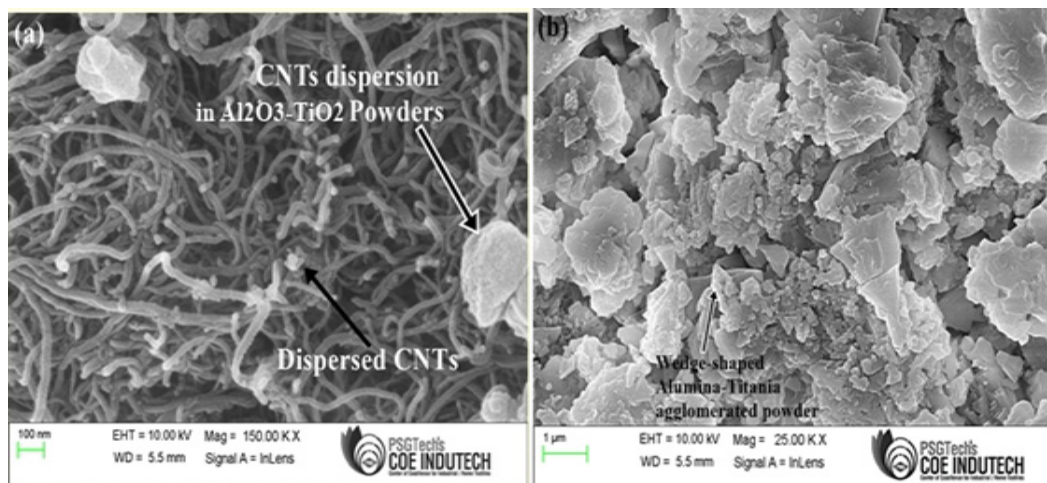 (a)
CNTs dispersion
in Al2O3-TiO2 Powders
Dispersed CNTs
100 nm
EHT = 10.00 kV Mag = 150.00 K X
WD = 5.5 mm Signal A = InLens
PSGTech's
COE INDUTECH
(b)
Wedge-shaped
Alumina-Titania
agglomerated powder
1 µm
EHT = 10.00 kV Mag = 25.00 K X
WD = 5.5 mm Signal A = InLens
PSGTech's
COE INDUTECH